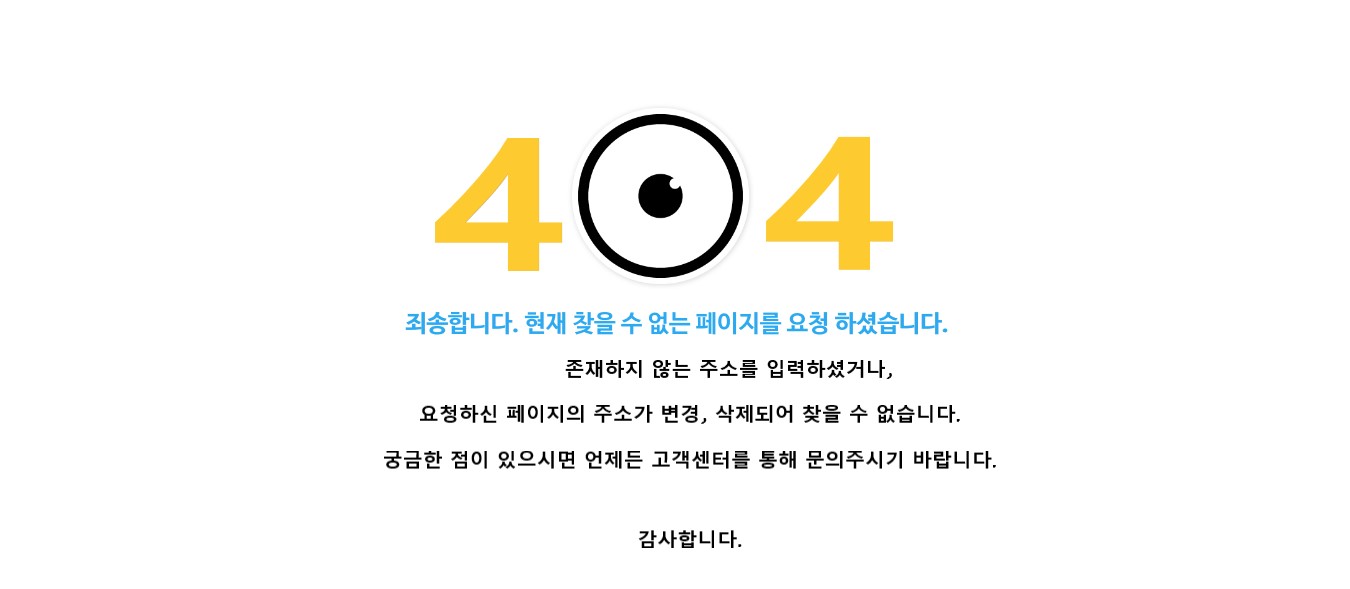 404
죄송합니다. 현재 찾을 수 없는 페이지를 요청 하셨습니다.
존재하지 않는 주소를 입력하셨거나,
요청하신 페이지의 주소가 변경, 삭제되어 찾을 수 없습니다.
궁금한 점이 있으시면 언제든 고객센터를 통해 문의주시기 바랍니다.
감사합니다.